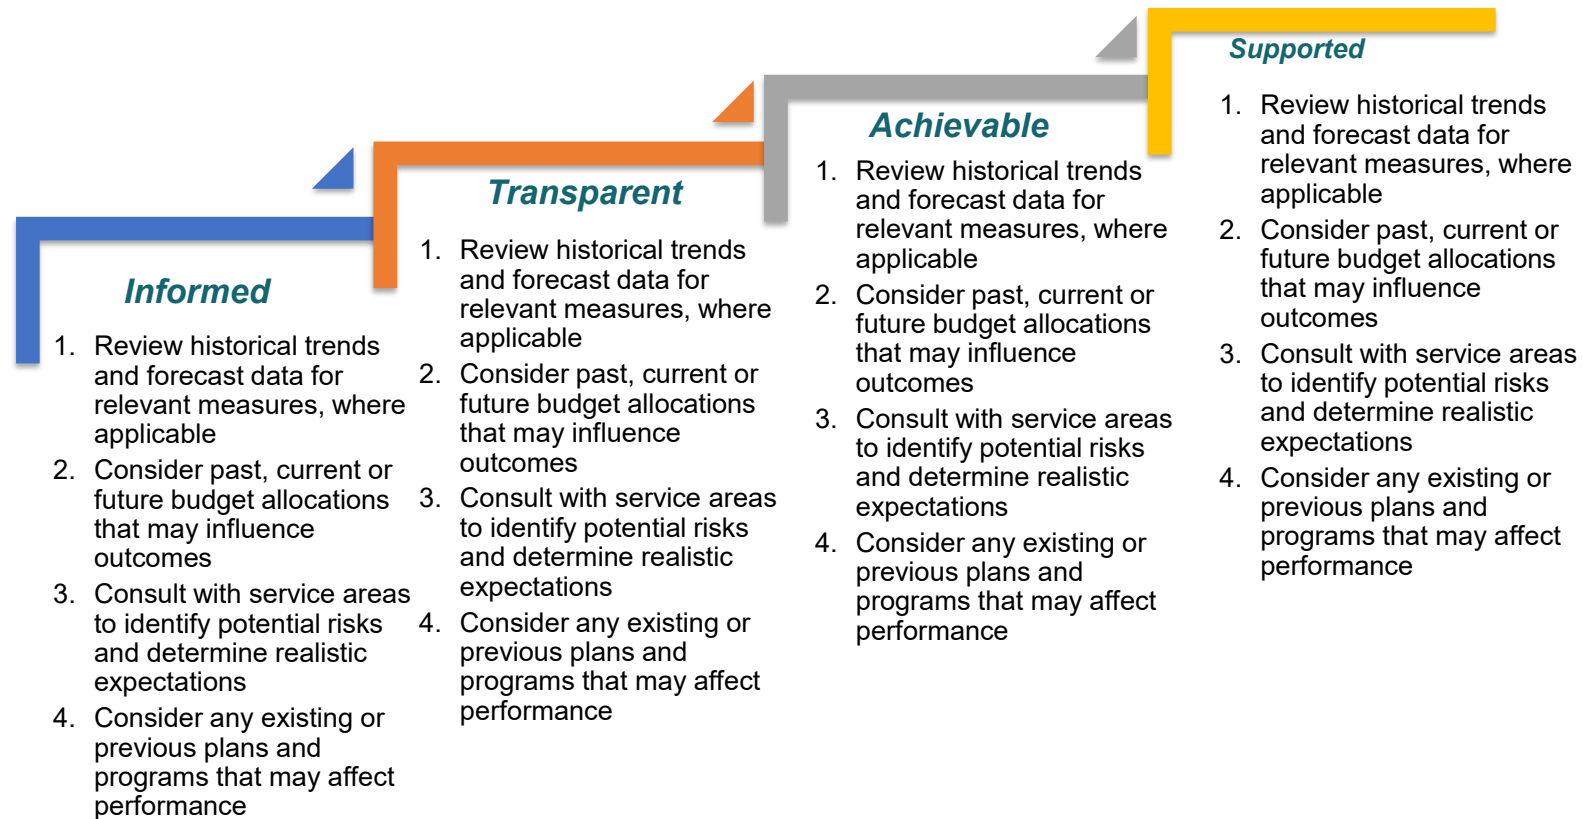 Informed
1. Review historical trends
and forecast data for
relevant measures, where
applicable
2. Consider past, current or
future budget allocations
that may influence
outcomes
3. Consult with service areas
to identify potential risks
and determine realistic
expectations
4. Consider any existing or
previous plans and
programs that may affect
performance
Transparent
1. Review historical trends
and forecast data for
relevant measures, where
applicable
2. Consider past, current or
future budget allocations
that may influence
outcomes
3. Consult with service areas
to identify potential risks
and determine realistic
expectations
4. Consider any existing or
previous plans and
programs that may affect
performance
Achievable
1. Review historical trends
and forecast data for
relevant measures, where
applicable
2. Consider past, current or
future budget allocations
that may influence
outcomes
3. Consult with service areas
to identify potential risks
and determine realistic
expectations
4. Consider any existing or
previous plans and
programs that may affect
performance
Supported
1. Review historical trends
and forecast data for
relevant measures, where
applicable
2. Consider past, current or
future budget allocations
that may influence
outcomes
3. Consult with service areas
to identify potential risks
and determine realistic
expectations
4. Consider any existing or
previous plans and
programs that may affect
performance